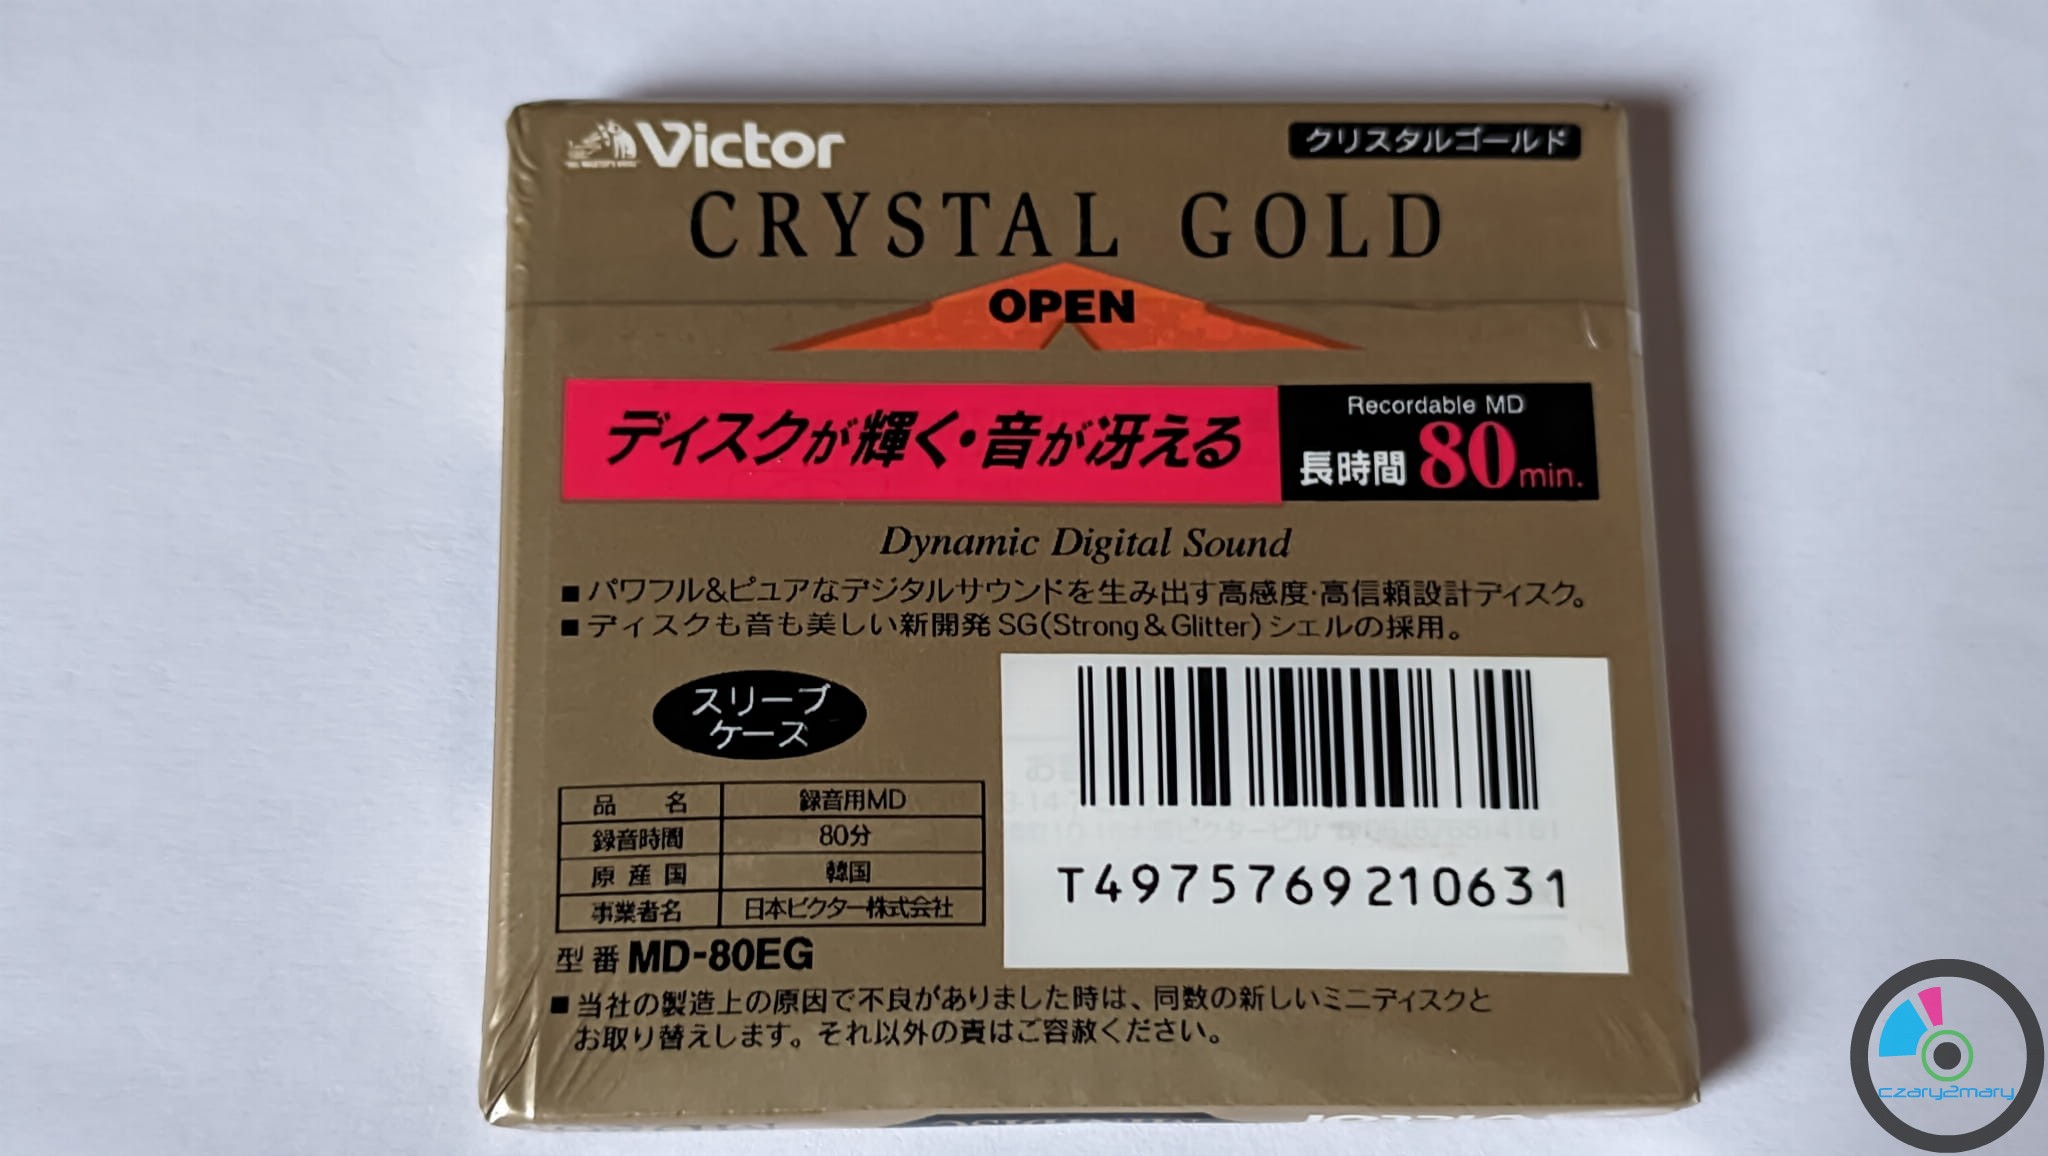 Victor
クリスタルゴールド
CRYSTAL GOLD
OPEN
ディスクが輝く・音が冴える
Recordable MD
長時間 80min.
Dynamic Digital Sound
■ パワフル&ピュアなデジタルサウンドを生み出す高感度・高信頼設計ディスク。
■ ディスクも音も美しい新開発SG(Strong & Glitter)シェルの採用。
スリーブ
ケース
品 名 録音用MD
録音時間 80分
原 産 国 韓国
事業者名 日本ビクター株式会社
型 番 MD-80EG
T4975769210631
■ 当社の製造上の原因で不良がありました時は、同数の新しいミニディスクと
お取り替えします。それ以外の責はご容赦ください。
czary2mary